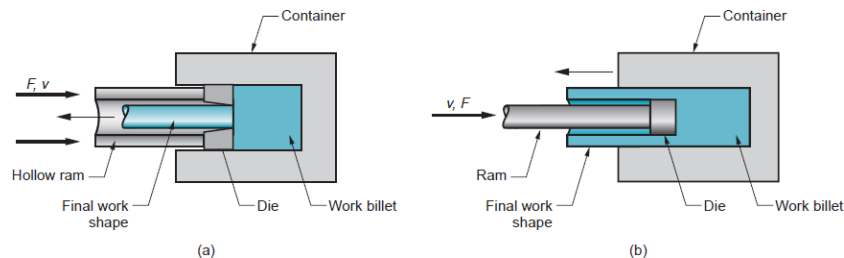 Container
F, v
Hollow ram
Final work
shape
Die
Work billet
(a)
Container
v, F
Ram
Final work
shape
Die
Work billet
(b)